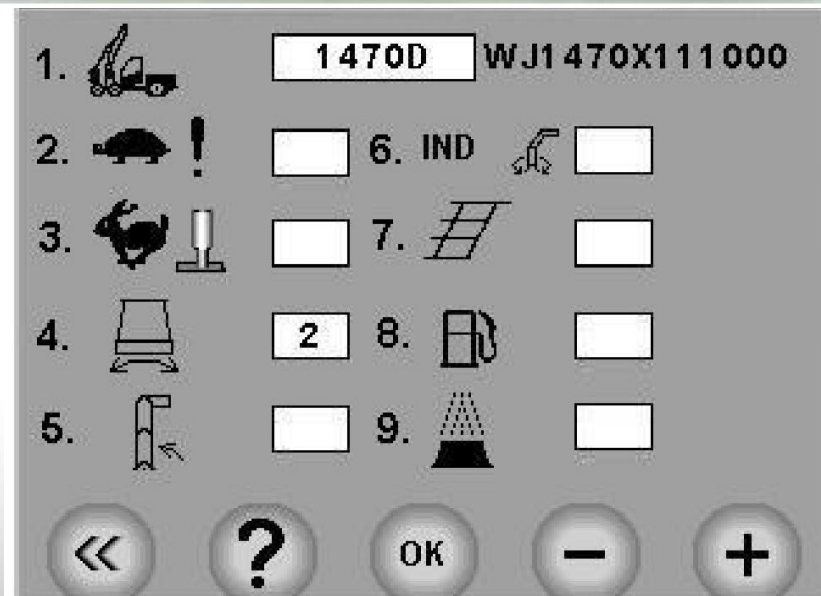 1. 1470D WJ1470X111000
2. ! 6. IND
3. 7.
4. 2 8.
5. 9.
« ? OK − +